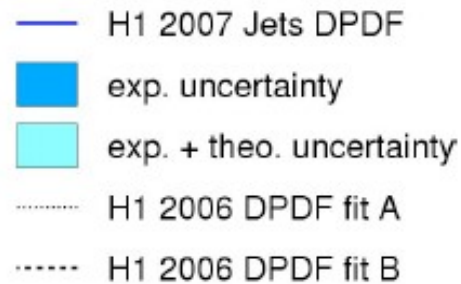 H1 2007 Jets DPDF
exp. uncertainty
exp. + theo. uncertainty
H1 2006 DPDF fit A
H1 2006 DPDF fit B